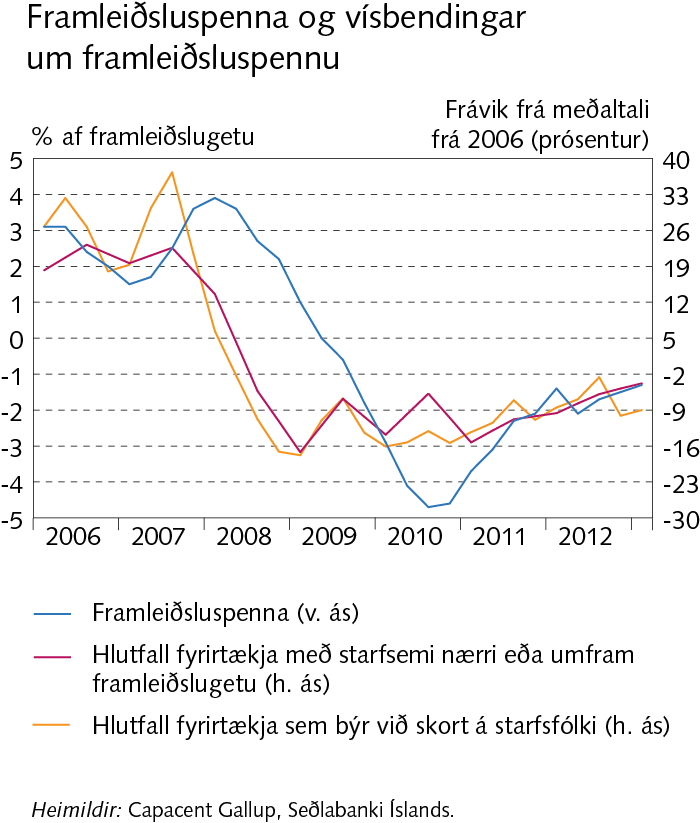 Framleiðsluspenna og vísbendingar
um framleiðsluspennu
% af framleiðslugetu
Frávik frá meðaltali
frá 2006 (prósentur)
5 40
4 33
3 26
2 19
1 12
0 5
-1 -2
-2 -9
-3 -16
-4 -23
-5 -30
2006 2007 2008 2009 2010 2011 2012
Framleiðsluspenna (v. ás)
Hlutfall fyrirtækja með starfsemi nærri eða umfram
framleiðslugetu (h. ás)
Hlutfall fyrirtækja sem býr við skort á starfsfólki (h. ás)
Heimildir: Capacent Gallup, Seðlabanki Íslands.